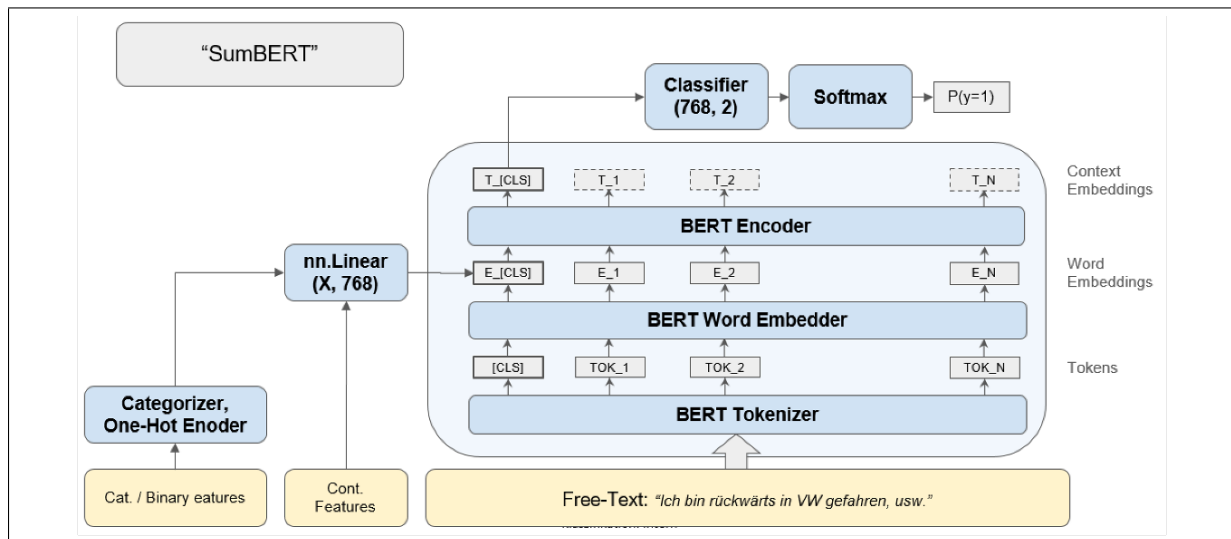 “SumBERT”
Classifier
(768, 2)
Softmax
P(y=1)
T_[CLS]
T_1
T_2
T_N
Context
Embeddings
BERT Encoder
nn.Linear
(X, 768)
E_[CLS]
E_1
E_2
E_N
Word
Embeddings
BERT Word Embedder
[CLS]
TOK_1
TOK_2
TOK_N
Tokens
Categorizer,
One-Hot Enoder
BERT Tokenizer
Cat. / Binary eatures
Cont.
Features
Free-Text: “Ich bin rückwärts in VW gefahren, usw.”